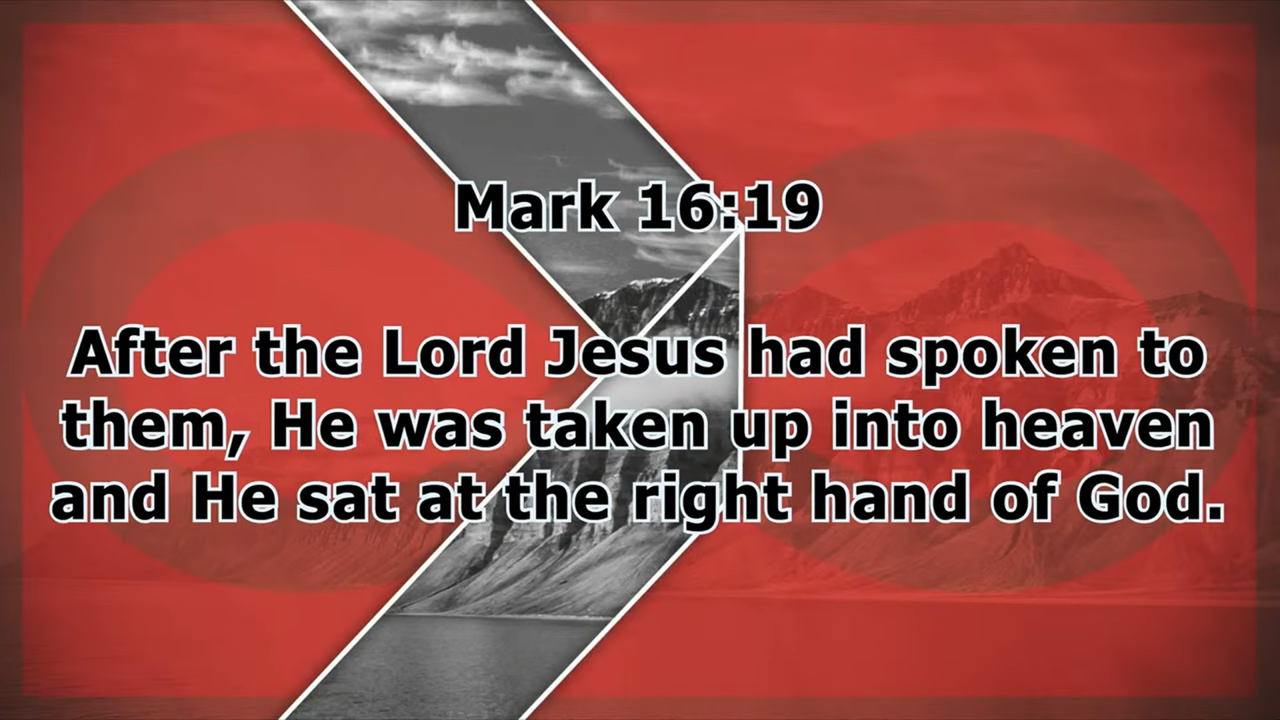 Mark 16:19
After the Lord Jesus had spoken to
them, He was taken up into heaven
and He sat at the right hand of God.